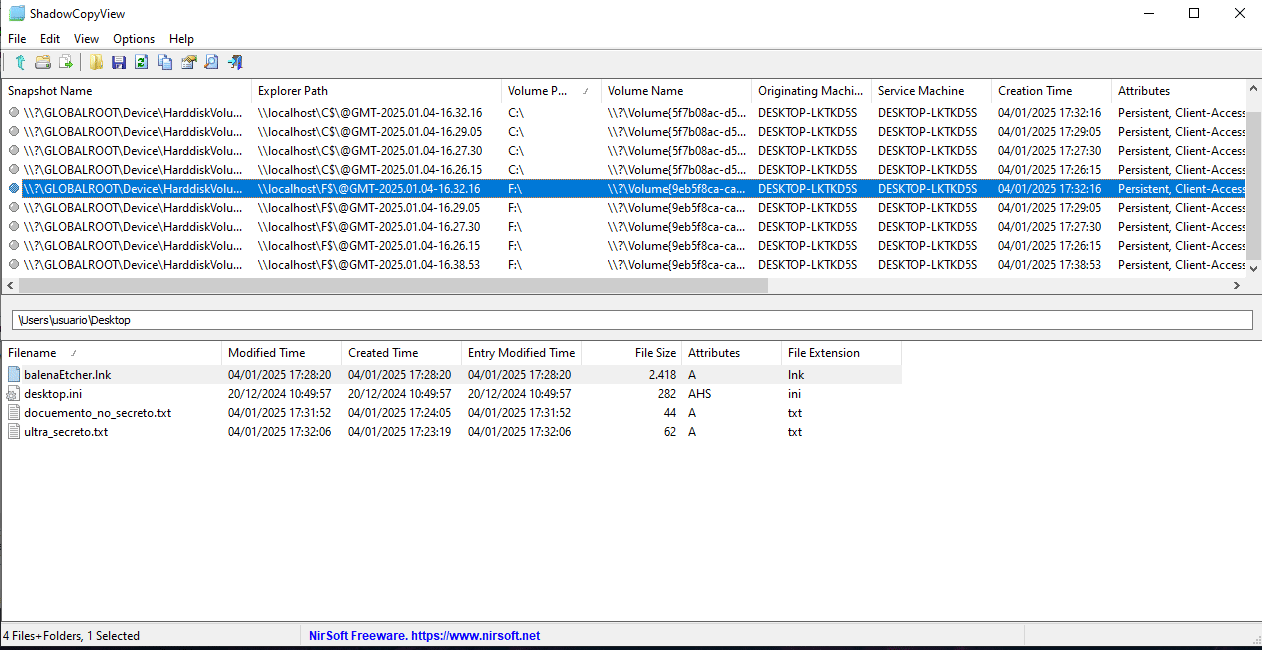 ShadowCopyView
File Edit View Options Help
Snapshot Name Explorer Path Volume P... Volume Name Originating Machi... Service Machine Creation Time Attributes
\\?\GLOBALROOT\Device\HarddiskVolu... \\localhost\C$\@GMT-2025.01.04-16.32.16 C:\ \\?\Volume{5f7b08ac-d5... DESKTOP-LKTKD5S DESKTOP-LKTKD5S 04/01/2025 17:32:16 Persistent, Client-Access
\\?\GLOBALROOT\Device\HarddiskVolu... \\localhost\C$\@GMT-2025.01.04-16.29.05 C:\ \\?\Volume{5f7b08ac-d5... DESKTOP-LKTKD5S DESKTOP-LKTKD5S 04/01/2025 17:29:05 Persistent, Client-Access
\\?\GLOBALROOT\Device\HarddiskVolu... \\localhost\C$\@GMT-2025.01.04-16.27.30 C:\ \\?\Volume{5f7b08ac-d5... DESKTOP-LKTKD5S DESKTOP-LKTKD5S 04/01/2025 17:27:30 Persistent, Client-Access
\\?\GLOBALROOT\Device\HarddiskVolu... \\localhost\C$\@GMT-2025.01.04-16.26.15 C:\ \\?\Volume{5f7b08ac-d5... DESKTOP-LKTKD5S DESKTOP-LKTKD5S 04/01/2025 17:26:15 Persistent, Client-Access
\\?\GLOBALROOT\Device\HarddiskVolu... \\localhost\F$\@GMT-2025.01.04-16.32.16 F:\ \\?\Volume{9eb5f8ca-ca... DESKTOP-LKTKD5S DESKTOP-LKTKD5S 04/01/2025 17:32:16 Persistent, Client-Access
\\?\GLOBALROOT\Device\HarddiskVolu... \\localhost\F$\@GMT-2025.01.04-16.29.05 F:\ \\?\Volume{9eb5f8ca-ca... DESKTOP-LKTKD5S DESKTOP-LKTKD5S 04/01/2025 17:29:05 Persistent, Client-Access
\\?\GLOBALROOT\Device\HarddiskVolu... \\localhost\F$\@GMT-2025.01.04-16.27.30 F:\ \\?\Volume{9eb5f8ca-ca... DESKTOP-LKTKD5S DESKTOP-LKTKD5S 04/01/2025 17:27:30 Persistent, Client-Access
\\?\GLOBALROOT\Device\HarddiskVolu... \\localhost\F$\@GMT-2025.01.04-16.26.15 F:\ \\?\Volume{9eb5f8ca-ca... DESKTOP-LKTKD5S DESKTOP-LKTKD5S 04/01/2025 17:26:15 Persistent, Client-Access
\\?\GLOBALROOT\Device\HarddiskVolu... \\localhost\F$\@GMT-2025.01.04-16.38.53 F:\ \\?\Volume{9eb5f8ca-ca... DESKTOP-LKTKD5S DESKTOP-LKTKD5S 04/01/2025 17:38:53 Persistent, Client-Access
\Users\usuario\Desktop
Filename Modified Time Created Time Entry Modified Time File Size Attributes File Extension
balenaEtcher.lnk 04/01/2025 17:28:20 04/01/2025 17:28:20 04/01/2025 17:28:20 2.418 A lnk
desktop.ini 20/12/2024 10:49:57 20/12/2024 10:49:57 20/12/2024 10:49:57 282 AHS ini
docuemento_no_secreto.txt 04/01/2025 17:31:52 04/01/2025 17:24:05 04/01/2025 17:31:52 44 A txt
ultra_secreto.txt 04/01/2025 17:32:06 04/01/2025 17:23:19 04/01/2025 17:32:06 62 A txt
4 Files+Folders, 1 Selected NirSoft Freeware. https://www.nirsoft.net